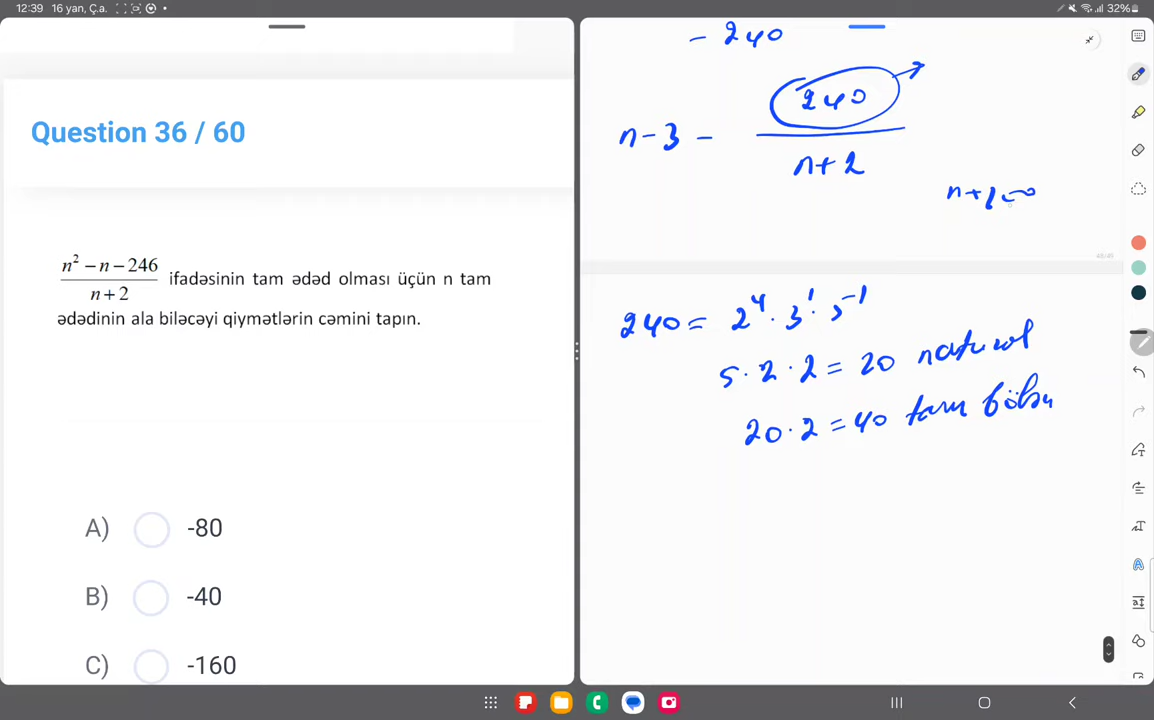 12:39 16 yan, Ç.a.
32%
Question 36 / 60
n² – n – 246
n + 2
ifadəsinin tam ədəd olması üçün n tam
ədədinin ala biləcəyi qiymətlərin cəmini tapın.
A) -80
B) -40
C) -160
- 240
n-3 - 240
n+2
240 = 2⁴ · 3¹ · 5⁻¹
5 · 2 · 2 = 20 natural
20 · 2 = 40 tam